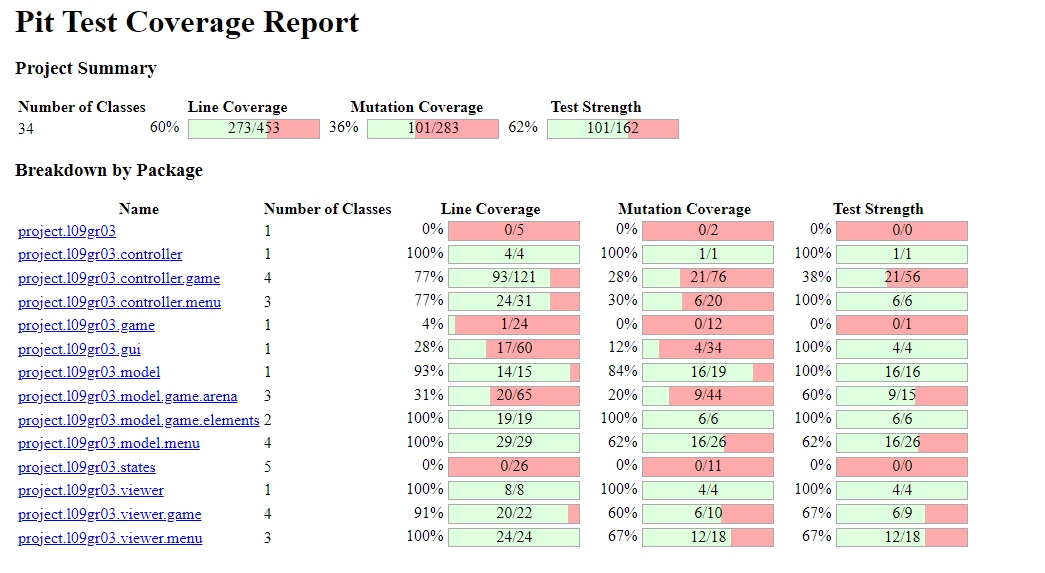 Pit Test Coverage Report
Project Summary
Number of Classes Line Coverage Mutation Coverage Test Strength
34 60% 273/453 36% 101/283 62% 101/162
Breakdown by Package
Name Number of Classes Line Coverage Mutation Coverage Test Strength
project.l09gr03 1 0% 0/5 0% 0/2 0% 0/0
project.l09gr03.controller 1 100% 4/4 100% 1/1 100% 1/1
project.l09gr03.controller.game 4 77% 93/121 28% 21/76 38% 21/56
project.l09gr03.controller.menu 3 77% 24/31 30% 6/20 100% 6/6
project.l09gr03.game 1 4% 1/24 0% 0/12 0% 0/1
project.l09gr03.gui 1 28% 17/60 12% 4/34 100% 4/4
project.l09gr03.model 1 93% 14/15 84% 16/19 100% 16/16
project.l09gr03.model.game.arena 3 31% 20/65 20% 9/44 60% 9/15
project.l09gr03.model.game.elements 2 100% 19/19 100% 6/6 100% 6/6
project.l09gr03.model.menu 4 100% 29/29 62% 16/26 62% 16/26
project.l09gr03.states 5 0% 0/26 0% 0/11 0% 0/0
project.l09gr03.viewer 1 100% 8/8 100% 4/4 100% 4/4
project.l09gr03.viewer.game 4 91% 20/22 60% 6/10 67% 6/9
project.l09gr03.viewer.menu 3 100% 24/24 67% 12/18 67% 12/18